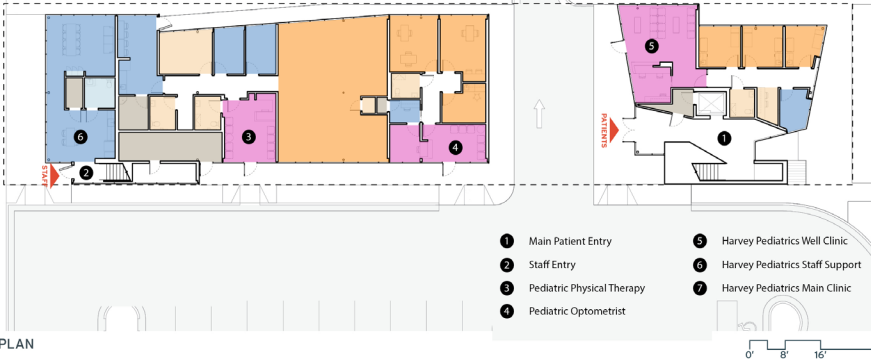 5
PATIENTS
6
3
4
1
STAFF
2
1 Main Patient Entry
2 Staff Entry
3 Pediatric Physical Therapy
4 Pediatric Optometrist
5 Harvey Pediatrics Well Clinic
6 Harvey Pediatrics Staff Support
7 Harvey Pediatrics Main Clinic
PLAN
0' 8' 16'